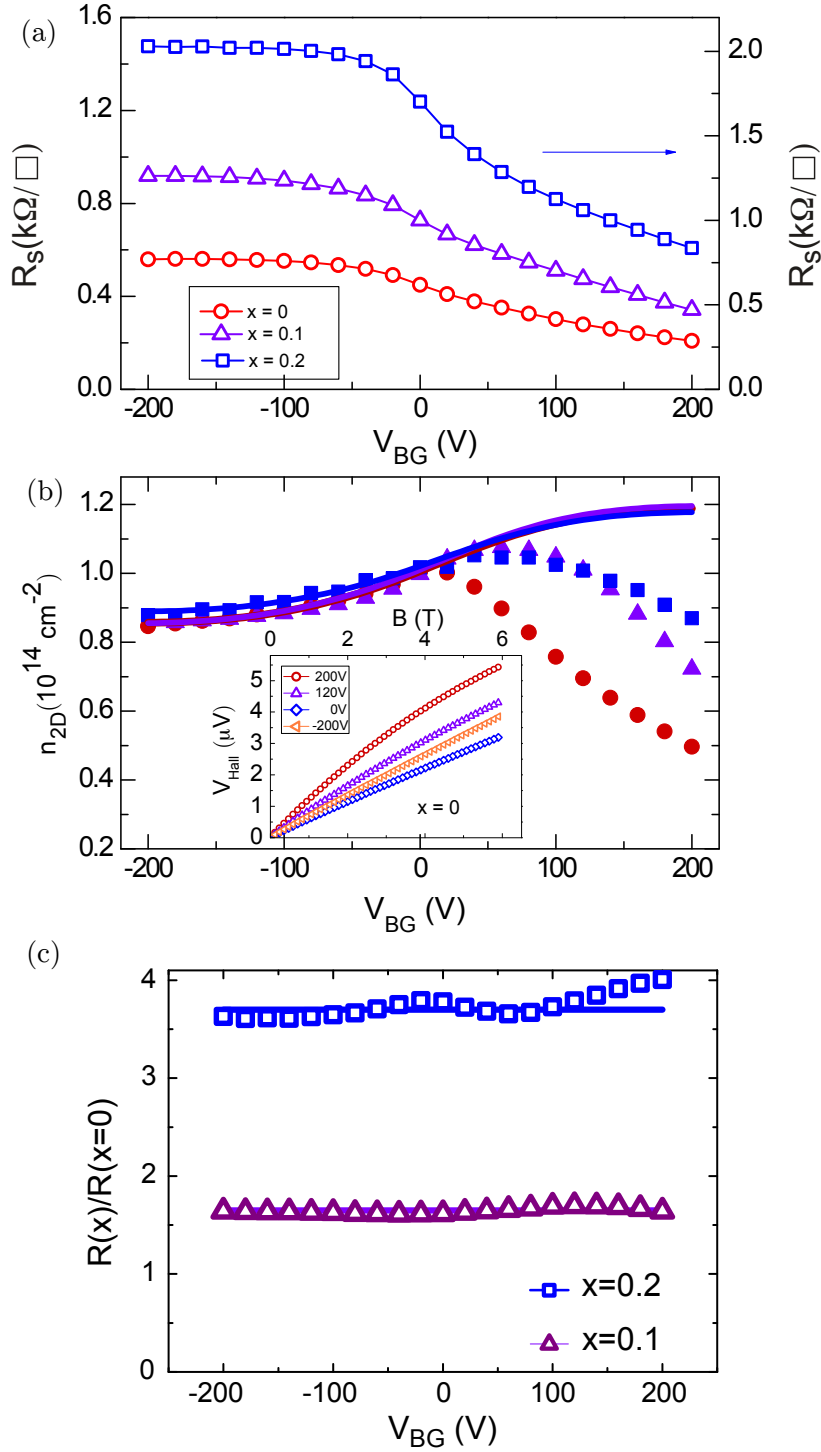 (a)
1.6
1.2
0.8
0.4
0.0
R_S(kΩ/□)
2.0
1.5
1.0
0.5
0.0
R_S(kΩ/□)
x = 0
x = 0.1
x = 0.2
-200 -100 0 100 200
V_BG (V)
(b)
1.2
1.0
0.8
0.6
0.4
0.2
n_2D(10^14 cm^-2)
B (T)
0 2 4 6
5
4
3
2
1
0
V_Hall (μV)
200V
120V
0V
-200V
x = 0
-200 -100 0 100 200
V_BG (V)
(c)
4
3
2
1
0
R(x)/R(x=0)
x=0.2
x=0.1
-200 -100 0 100 200
V_BG (V)